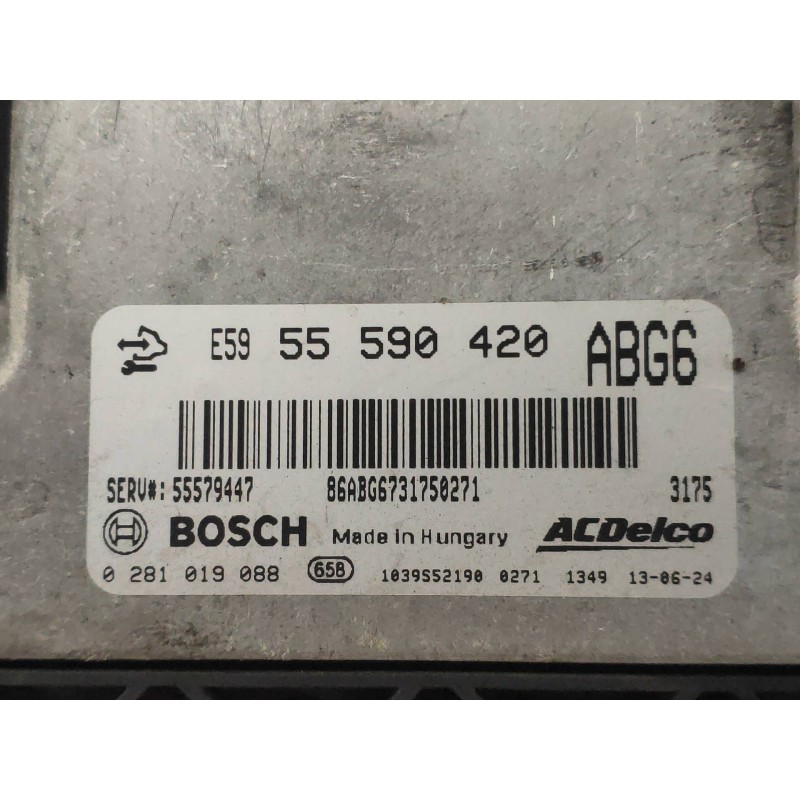 E59 55 590 420 ABG6
SERV#: 55579447 86ABG6731750271 3175
BOSCH Made in Hungary ACDelco
0 281 019 088 65B 1039S52190 0271 1349 13-06-24